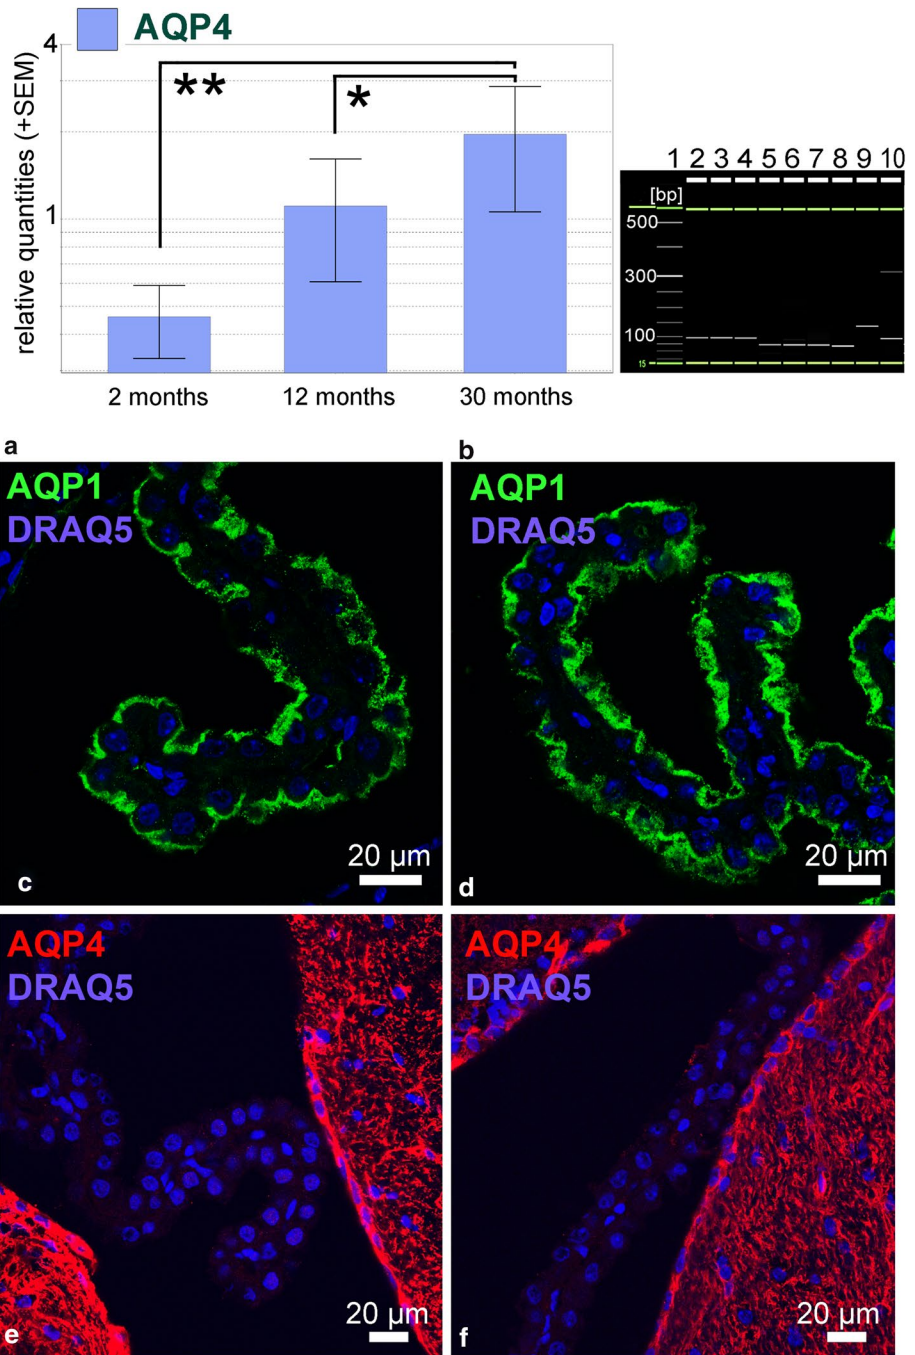 AQP4
4
**
*
1
relative quantities (+SEM)
2 months
12 months
30 months
1 2 3 4 5 6 7 8 9 10
[bp]
500
300
100
15
a
b
AQP1
DRAQ5
20 µm
c
AQP1
DRAQ5
20 µm
d
AQP4
DRAQ5
20 µm
e
AQP4
DRAQ5
20 µm
f